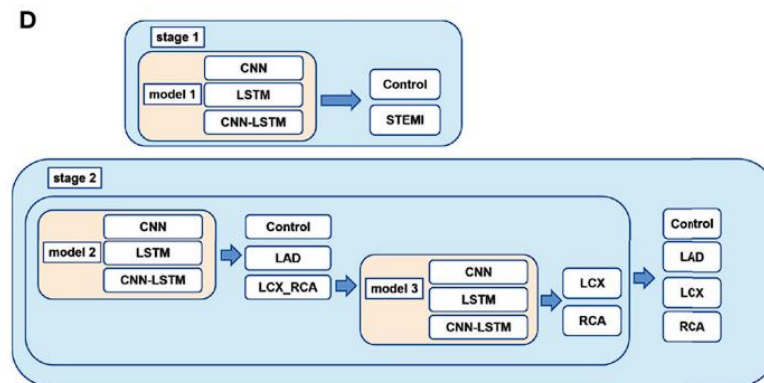 D
stage 1
model 1
CNN
LSTM
CNN-LSTM
Control
STEMI
stage 2
model 2
CNN
LSTM
CNN-LSTM
Control
LAD
LCX_RCA
model 3
CNN
LSTM
CNN-LSTM
LCX
RCA
Control
LAD
LCX
RCA